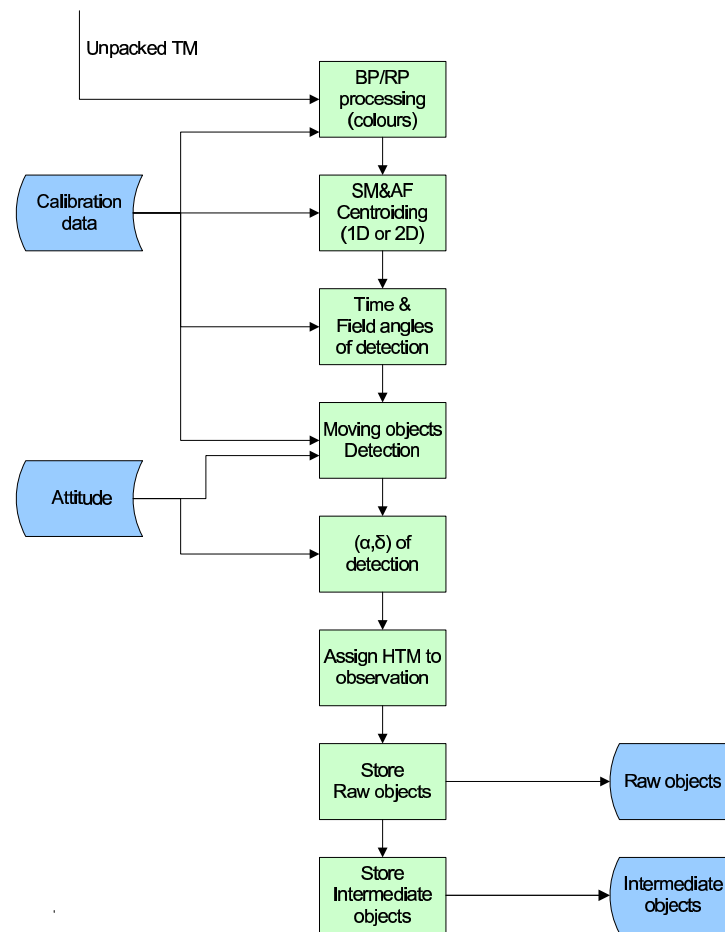 Unpacked TM
BP/RP
processing
(colours)
Calibration
data
SM&AF
Centroiding
(1D or 2D)
Time &
Field angles
of detection
Moving objects
Detection
Attitude
(α,δ) of
detection
Assign HTM to
observation
Store
Raw objects
Raw objects
Store
Intermediate
objects
Intermediate
objects